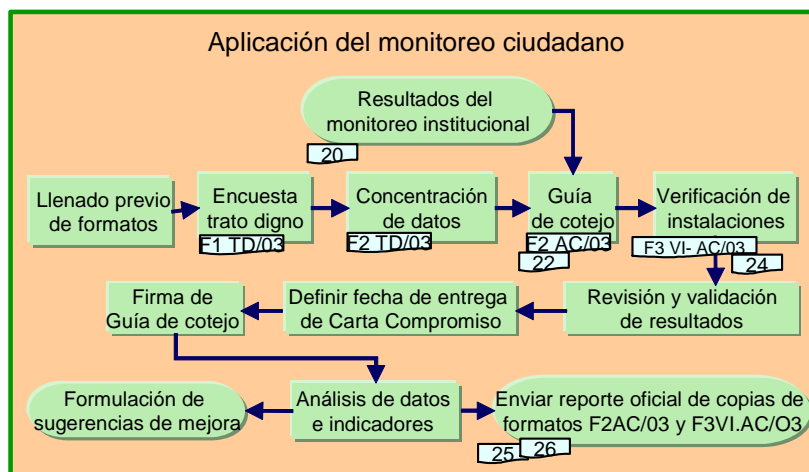 Aplicación del monitoreo ciudadano
Resultados del
monitoreo institucional
20
Llenado previo
de formatos
Encuesta
trato digno
F1 TD/03
Concentración
de datos
F2 TD/03
Guía
de cotejo
F2 AC/03
22
Verificación de
instalaciones
F3 VI- AC/03
24
Firma de
Guía de cotejo
Definir fecha de entrega
de Carta Compromiso
Revisión y validación
de resultados
Formulación de
sugerencias de mejora
Análisis de datos
e indicadores
Enviar reporte oficial de copias de
formatos F2AC/03 y F3VI.AC/O3
25
26